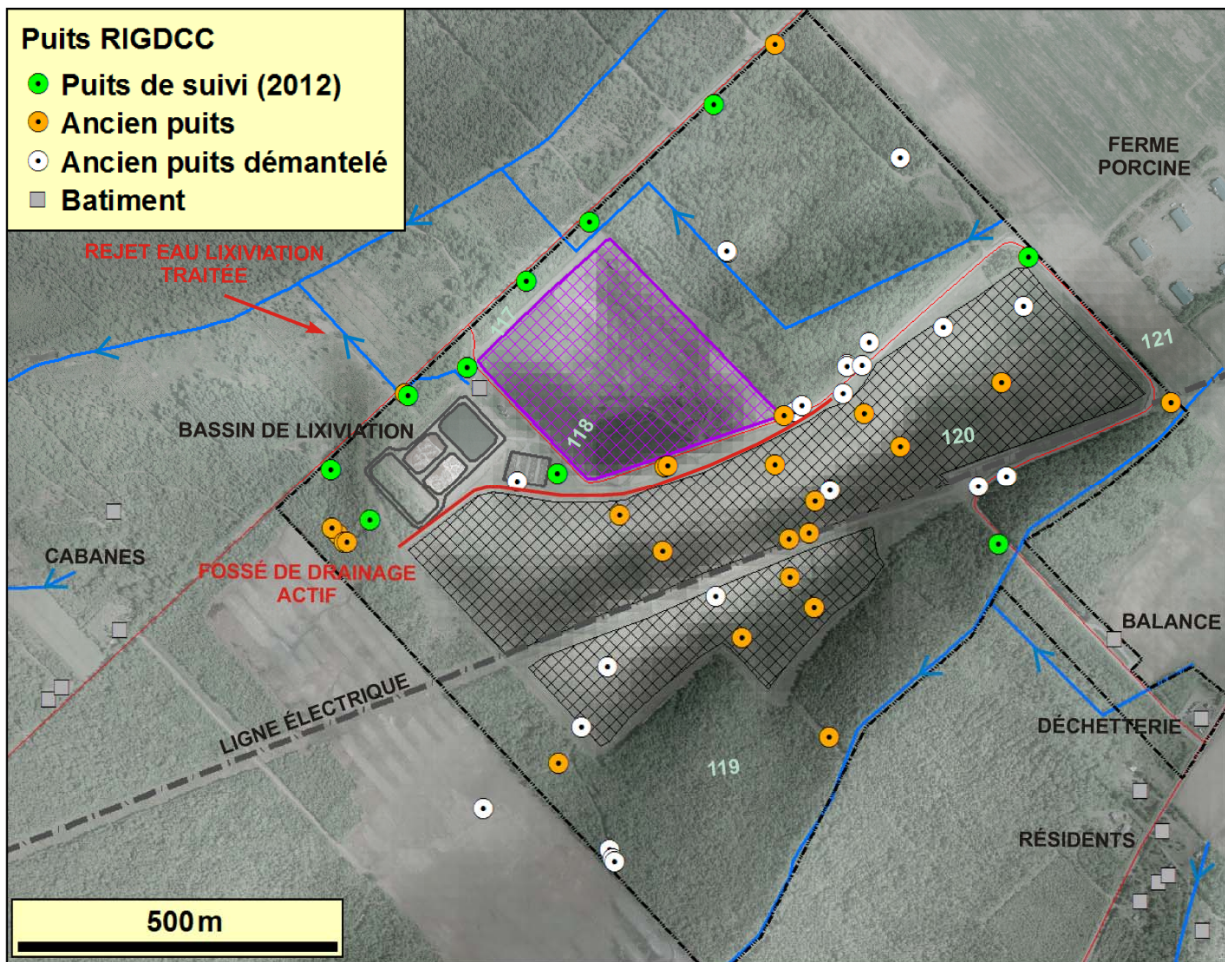 Puits RIGDCC
Puits de suivi (2012)
Ancien puits
Ancien puits démantelé
Batiment
FERME
PORCINE
REJET EAU LIXIVIATION
TRAITÉE
117
121
BASSIN DE LIXIVIATION
118
120
CABANES
FOSSÉ DE DRAINAGE
ACTIF
BALANCE
LIGNE ÉLECTRIQUE
DÉCHETTERIE
119
RÉSIDENTS
500 m